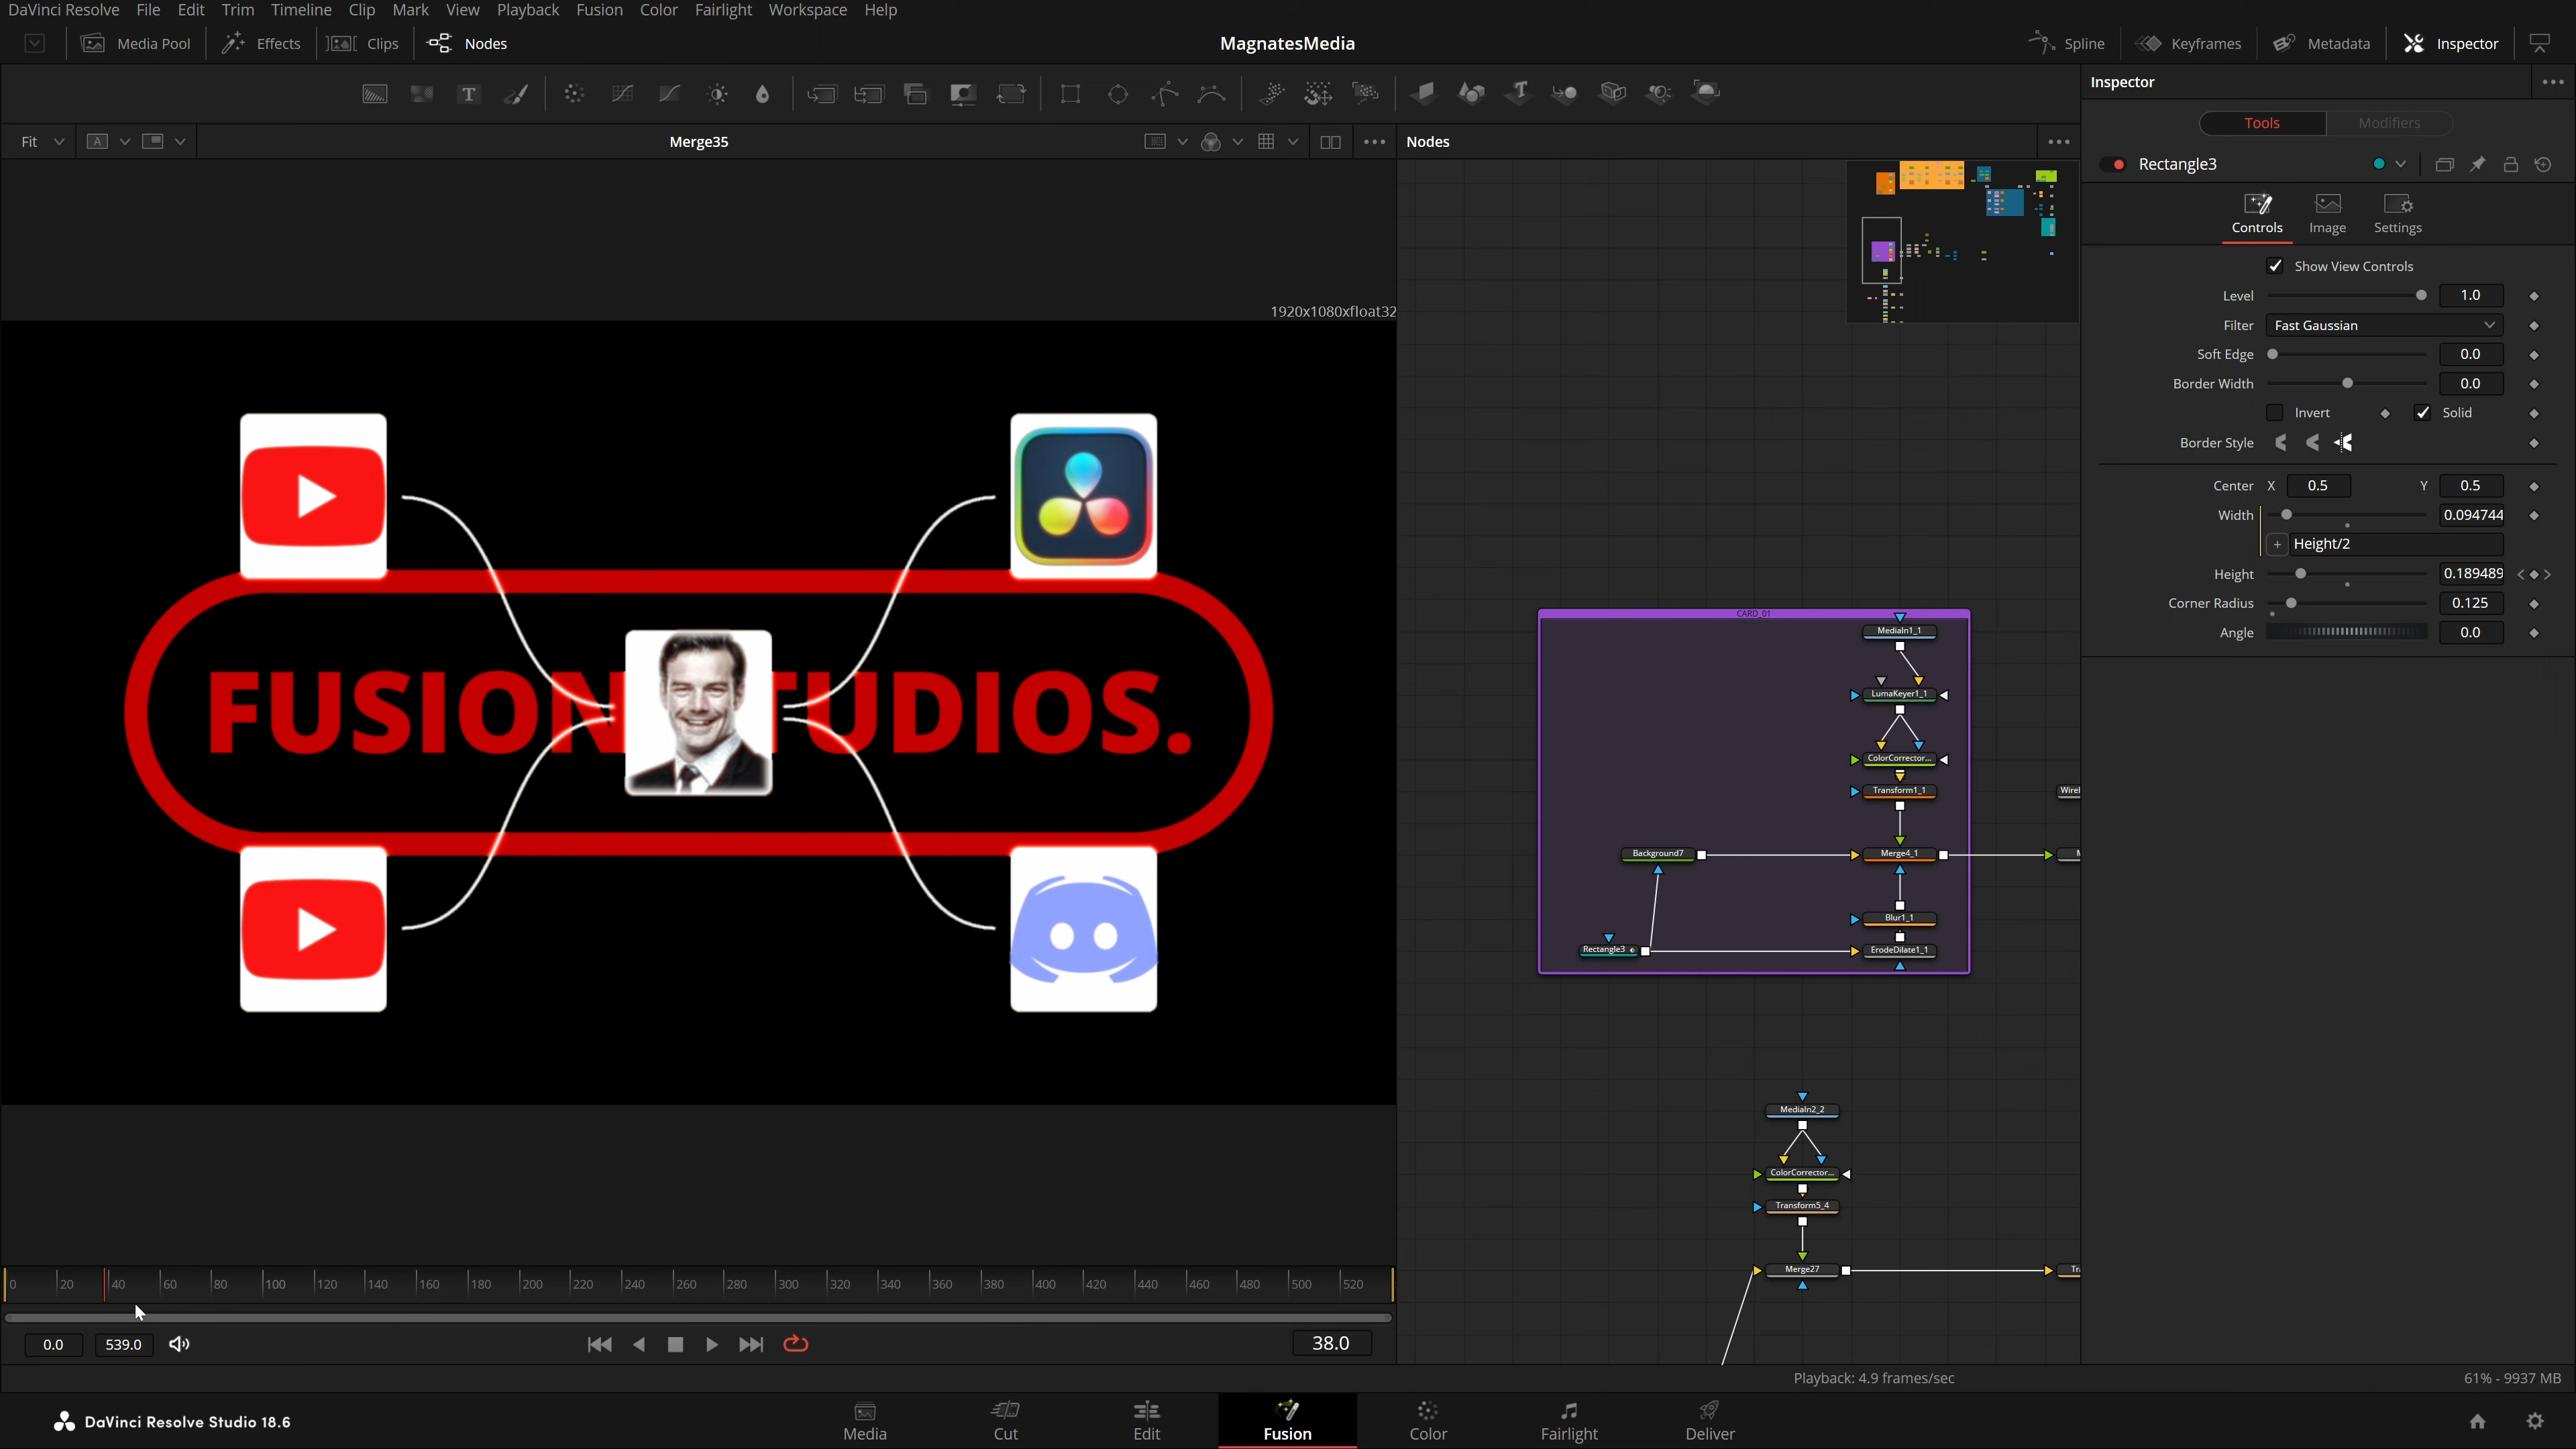 DaVinci Resolve File Edit Trim Timeline Clip Mark View Playback Fusion Color Fairlight Workspace Help
Media Pool Effects Clips Nodes MagnatesMedia Spline Keyframes Metadata Inspector
Inspector
Fit A Merge35 Nodes
Tools Modifiers
Rectangle3
Controls Image Settings
Show View Controls
1920x1080xfloat32
Level 1.0
Filter Fast Gaussian
Soft Edge 0.0
Border Width 0.0
Invert Solid
Border Style
Center X 0.5 Y 0.5
Width 0.094744
Height/2
Height 0.189489
Corner Radius 0.125
Angle 0.0
FUSION TUDIOS.
CARD_01
MediaIn1_1
LumaKeyer1_1
ColorCorrector...
Transform1_1
Background7 Merge4_1
Blur1_1
Rectangle3 ErodeDilate1_1
MediaIn2_2
ColorCorrector...
Transform5_4
Merge27
0 20 40 60 80 100 120 140 160 180 200 220 240 260 280 300 320 340 360 380 400 420 440 460 480 500 520
0.0 539.0 38.0
Playback: 4.9 frames/sec 61% - 9937 MB
DaVinci Resolve Studio 18.6 Media Cut Edit Fusion Color Fairlight Deliver